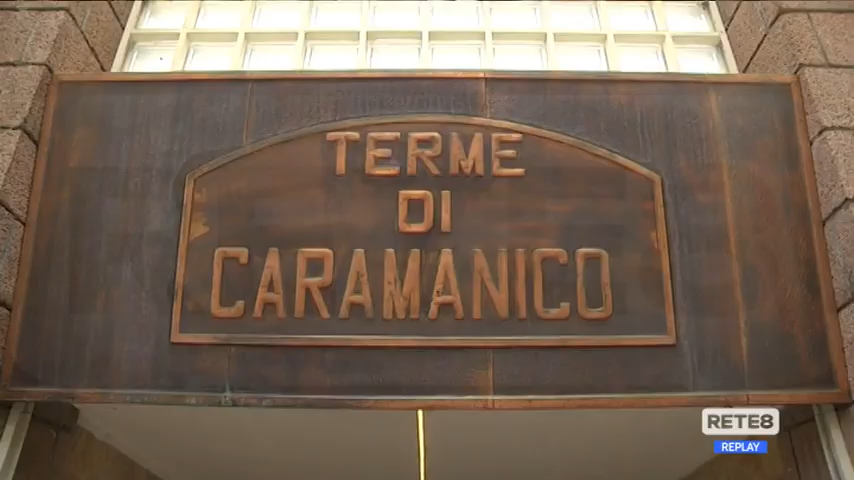 TERME
DI
CARAMANICO
RETE8
REPLAY